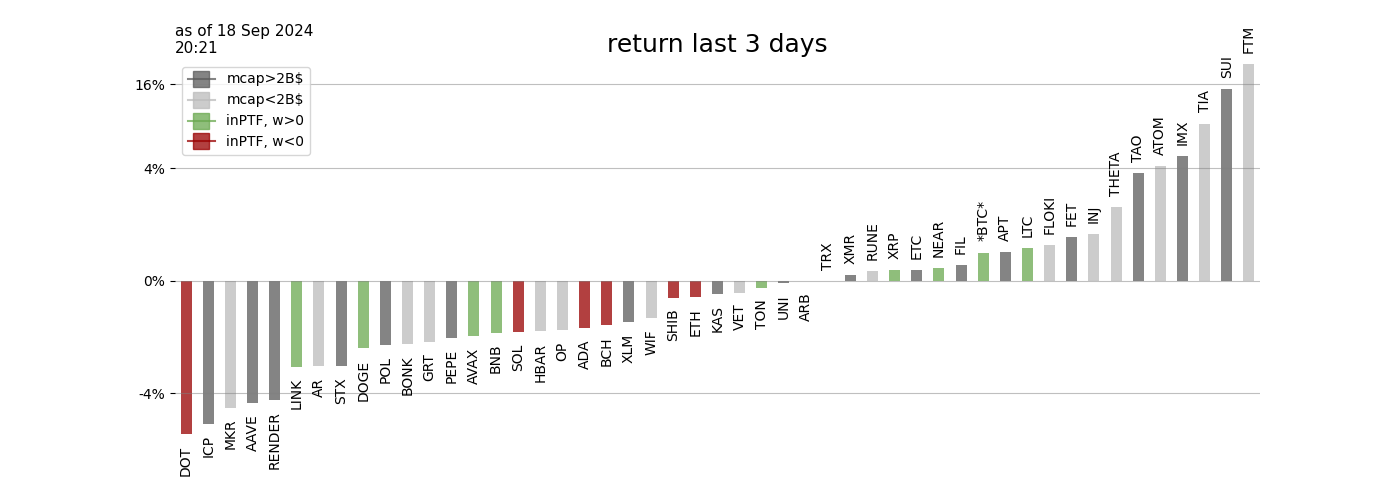 as of 18 Sep 2024
20:21
return last 3 days
mcap>2B$
mcap<2B$
inPTF, w>0
inPTF, w<0
16%
4%
0%
-4%
DOT
ICP
MKR
AAVE
RENDER
LINK
AR
STX
DOGE
POL
BONK
GRT
PEPE
AVAX
BNB
SOL
HBAR
OP
ADA
BCH
XLM
WIF
SHIB
ETH
KAS
VET
TON
UNI
ARB
TRX
XMR
RUNE
XRP
ETC
NEAR
FIL
*BTC*
APT
LTC
FLOKI
FET
INJ
THETA
TAO
ATOM
IMX
TIA
SUI
FTM